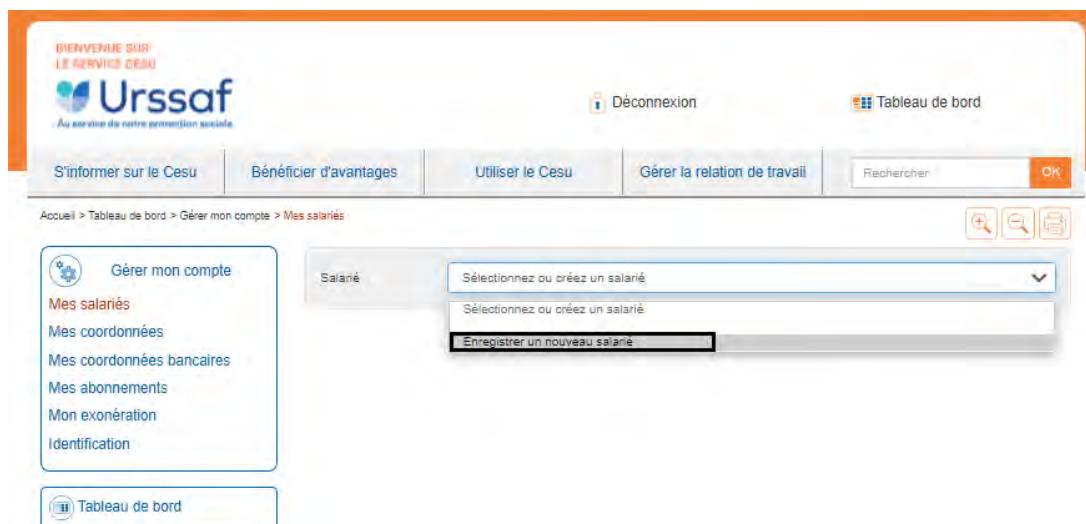 BIENVENUE SUR
LE SERVICE CESU
Urssaf
Au service de notre protection sociale
Déconnexion
Tableau de bord
S'informer sur le Cesu
Bénéficier d'avantages
Utiliser le Cesu
Gérer la relation de travail
Rechercher
OK
Accueil > Tableau de bord > Gérer mon compte > Mes salariés
Gérer mon compte
Mes salariés
Mes coordonnées
Mes coordonnées bancaires
Mes abonnements
Mon exonération
Identification
Salarié
Sélectionnez ou créez un salarié
Sélectionnez ou créez un salarié
Enregistrer un nouveau salarié
Tableau de bord